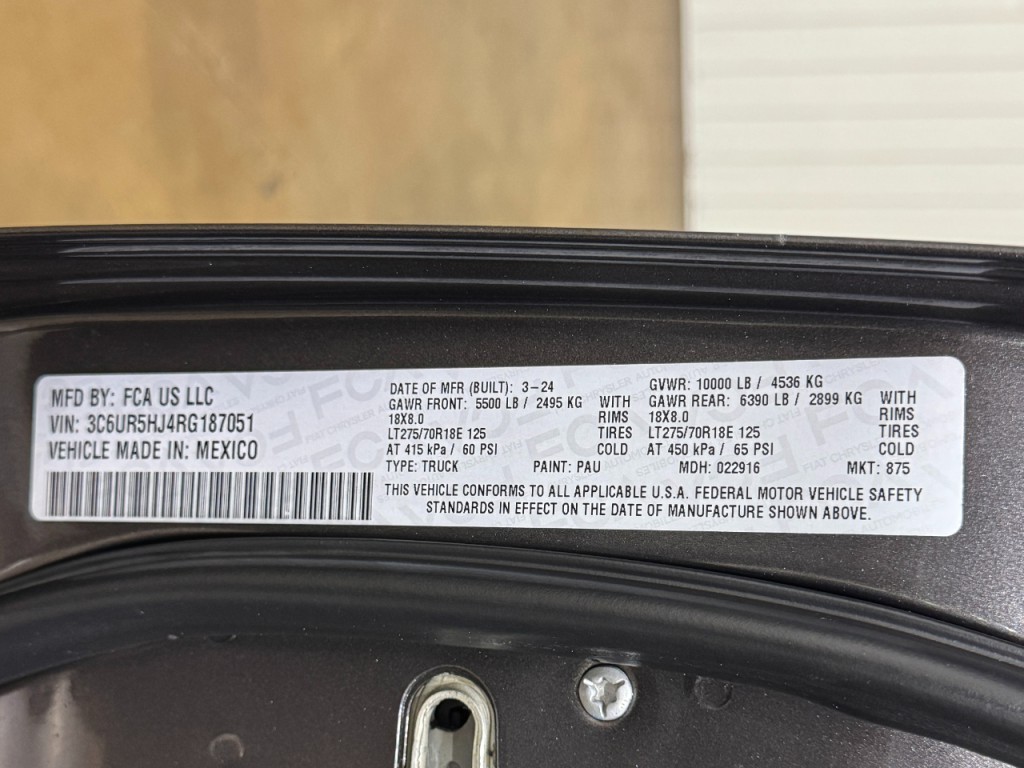 MFD BY: FCA US LLC
VIN: 3C6UR5HJ4RG187051
VEHICLE MADE IN: MEXICO
DATE OF MFR (BUILT): 3-24
GAWR FRONT: 5500 LB / 2495 KG WITH
18X8.0 RIMS
LT275/70R18E 125 TIRES
AT 415 kPa / 60 PSI COLD
TYPE: TRUCK PAINT: PAU
GVWR: 10000 LB / 4536 KG
GAWR REAR: 6390 LB / 2899 KG WITH
18X8.0 RIMS
LT275/70R18E 125 TIRES
AT 450 kPa / 65 PSI COLD
MDH: 022916 MKT: 875
THIS VEHICLE CONFORMS TO ALL APPLICABLE U.S.A. FEDERAL MOTOR VEHICLE SAFETY
STANDARDS IN EFFECT ON THE DATE OF MANUFACTURE SHOWN ABOVE.